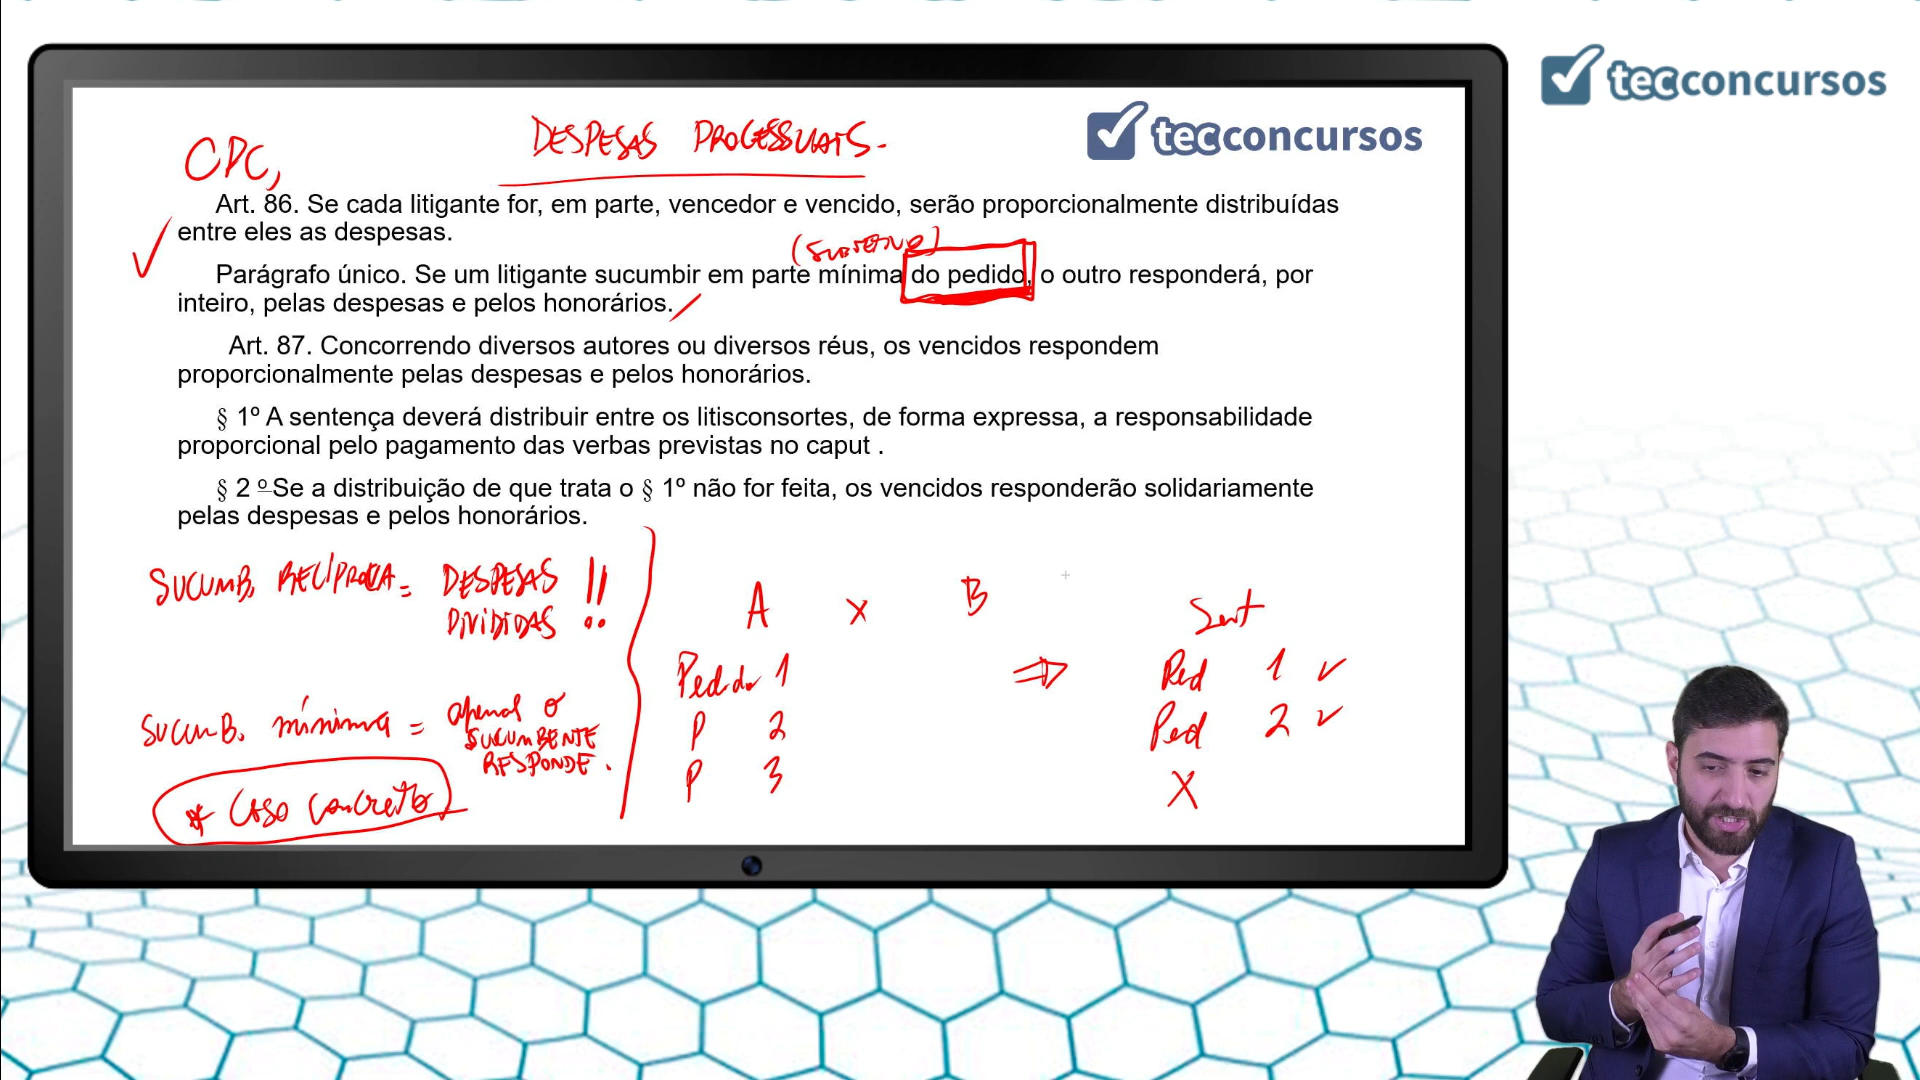 tecconcursos
DESPESAS PROCESSUAIS.
tecconcursos
CPC,
Art. 86. Se cada litigante for, em parte, vencedor e vencido, serão proporcionalmente distribuídas
entre eles as despesas.
Parágrafo único. Se um litigante sucumbir em parte mínima do pedido, o outro responderá, por
inteiro, pelas despesas e pelos honorários.
Art. 87. Concorrendo diversos autores ou diversos réus, os vencidos respondem
proporcionalmente pelas despesas e pelos honorários.
§ 1º A sentença deverá distribuir entre os litisconsortes, de forma expressa, a responsabilidade
proporcional pelo pagamento das verbas previstas no caput .
§ 2 º Se a distribuição de que trata o § 1º não for feita, os vencidos responderão solidariamente
pelas despesas e pelos honorários.
SUCUMB. RECÍPROCA = DESPESAS !!
DIVIDIDAS
SUCUMB. mínima = apenas o
SUCUMBENTE
RESPONDE.
* Caso concreto
A x B
Pedido 1
P 2
P 3
⇒
Sent
Ped 1 ✓
Ped 2 ✓
X